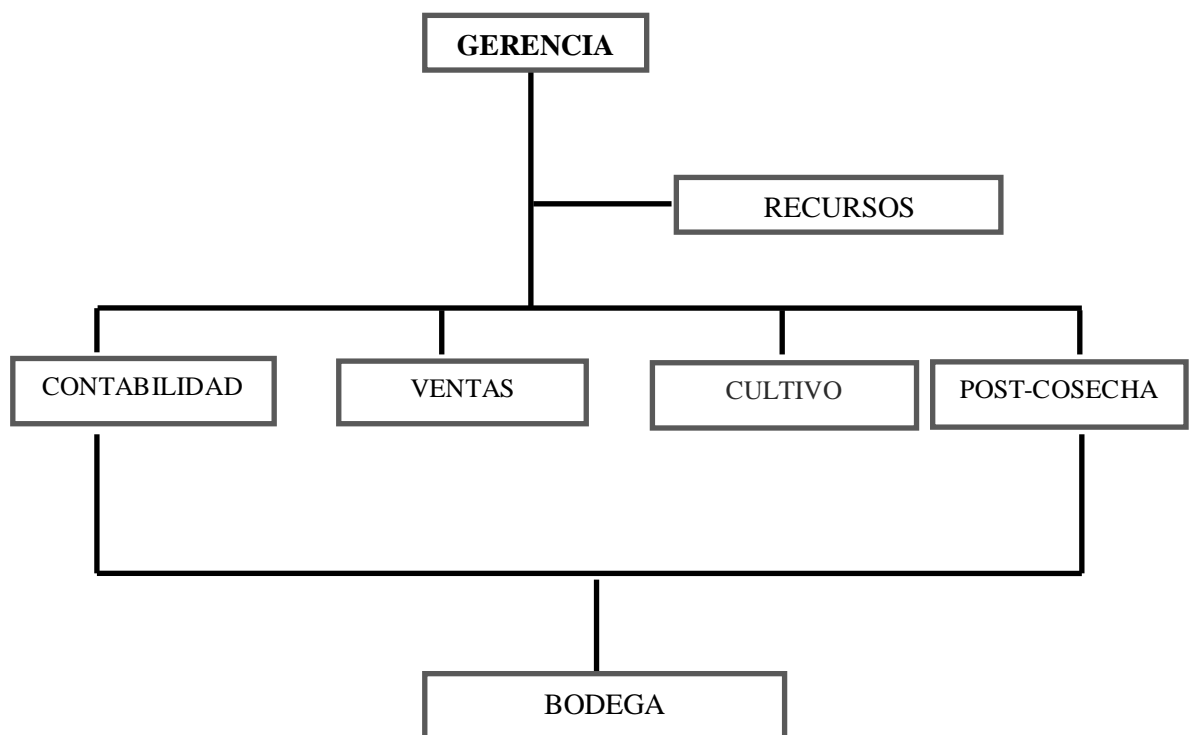 GERENCIA
RECURSOS
CONTABILIDAD
VENTAS
CULTIVO
POST-COSECHA
BODEGA